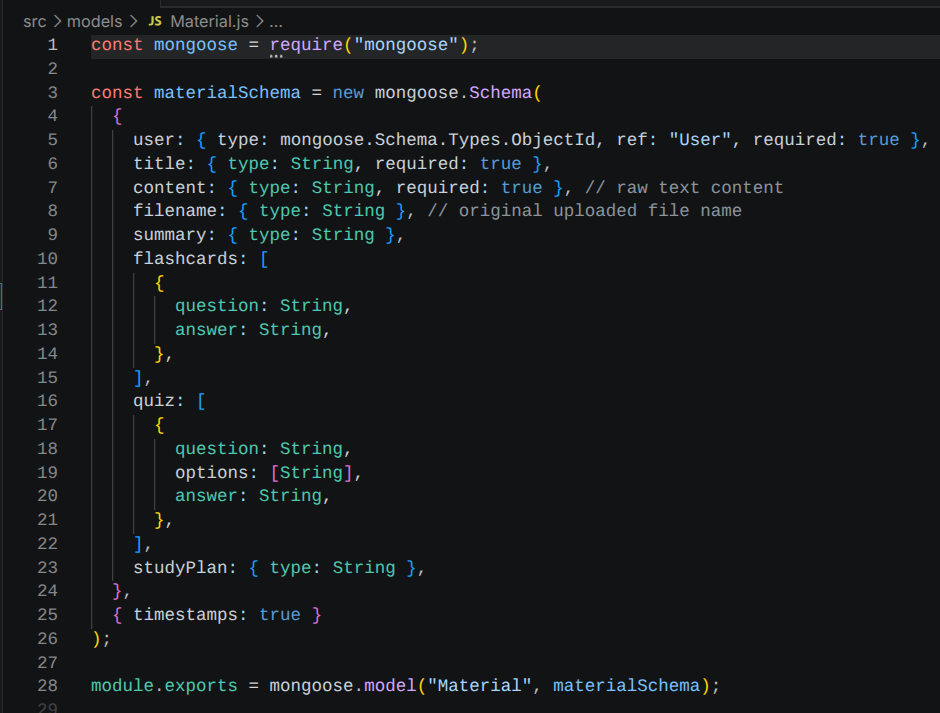 src > models > JS Material.js > ...
1 const mongoose = require("mongoose");
2
3 const materialSchema = new mongoose.Schema(
4   {
5     user: { type: mongoose.Schema.Types.ObjectId, ref: "User", required: true },
6     title: { type: String, required: true },
7     content: { type: String, required: true }, // raw text content
8     filename: { type: String }, // original uploaded file name
9     summary: { type: String },
10     flashcards: [
11       {
12         question: String,
13         answer: String,
14       },
15     ],
16     quiz: [
17       {
18         question: String,
19         options: [String],
20         answer: String,
21       },
22     ],
23     studyPlan: { type: String },
24   },
25   { timestamps: true }
26 );
27
28 module.exports = mongoose.model("Material", materialSchema);
29